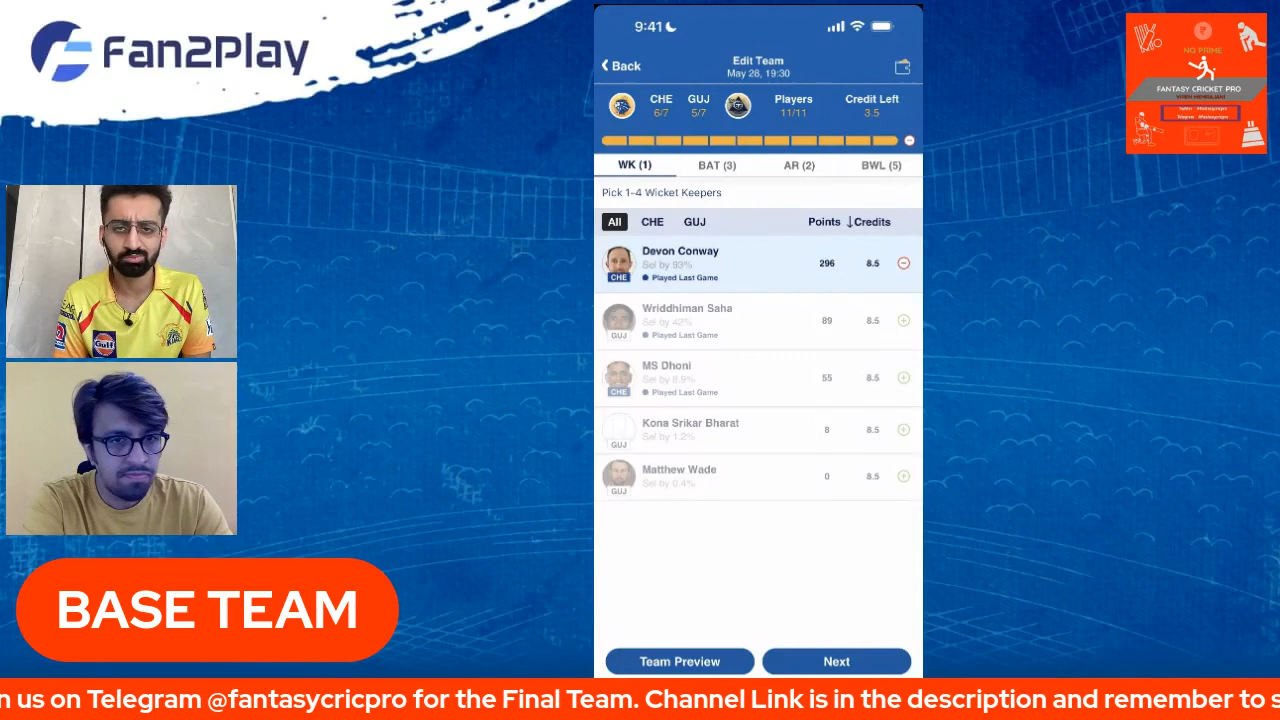 Fan2Play
9:41
Back
Edit Team
May 28, 19:30
CHE
6/7
GUJ
5/7
Players
11/11
Credit Left
3.5
WK (1)
BAT (3)
AR (2)
BWL (5)
Pick 1-4 Wicket Keepers
All
CHE
GUJ
Points
↓Credits
Devon Conway
Sel by 93%
Played Last Game
CHE
296
8.5
Wriddhiman Saha
Sel by 42%
Played Last Game
GUJ
89
8.5
MS Dhoni
Sel by 8.9%
Played Last Game
CHE
55
8.5
Kona Srikar Bharat
Sel by 1.2%
GUJ
8
8.5
Matthew Wade
Sel by 0.4%
GUJ
0
8.5
Team Preview
Next
NO PRIME
FANTASY CRICKET PRO
Gulf
BASE TEAM
n us on Telegram @fantasycricpro for the Final Team. Channel Link is in the description and remember to s